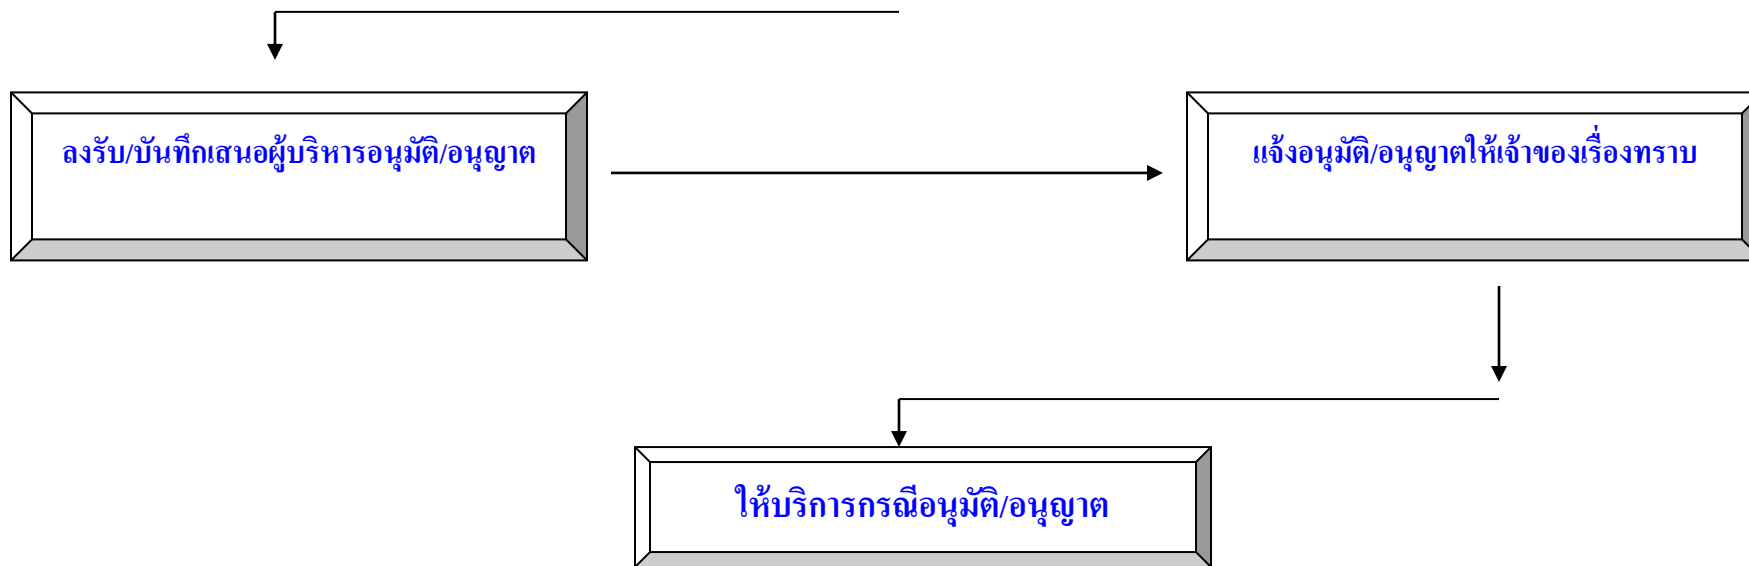 ลงรับ/บันทึกเสนอผู้บริหารอนุมัติ/อนุญาต
แจ้งอนุมัติ/อนุญาตให้เจ้าของเรื่องทราบ
ให้บริการกรณีอนุมัติ/อนุญาต